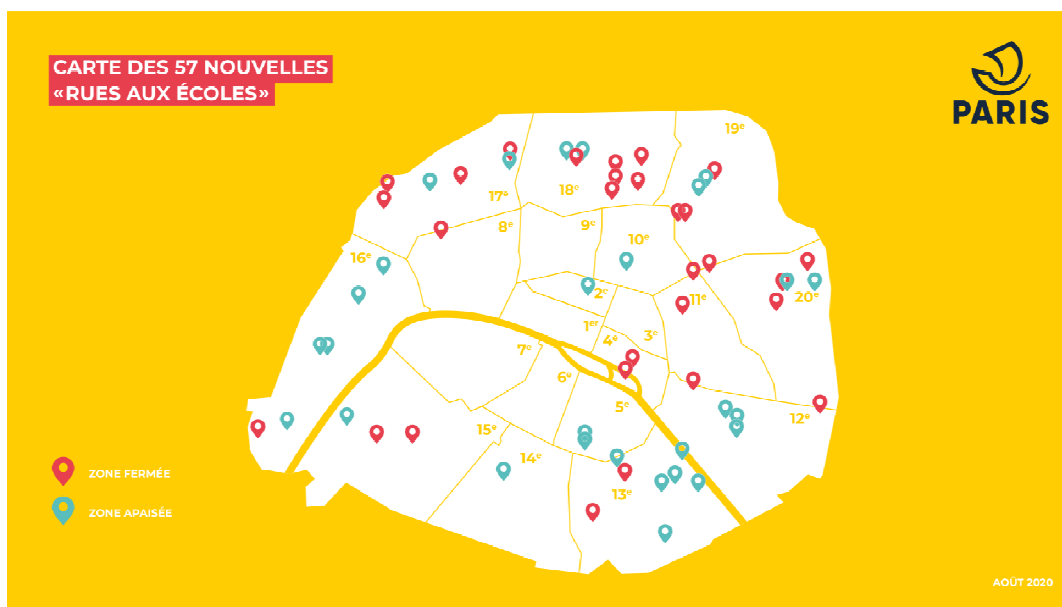 CARTE DES 57 NOUVELLES
«RUES AUX ÉCOLES»
PARIS
19ᵉ
17ᵉ
18ᵉ
8ᵉ
9ᵉ
10ᵉ
16ᵉ
2ᵉ
11ᵉ
20ᵉ
1ᵉʳ
3ᵉ
4ᵉ
7ᵉ
6ᵉ
5ᵉ
12ᵉ
15ᵉ
14ᵉ
13ᵉ
ZONE FERMÉE
ZONE APAISÉE
AOÛT 2020